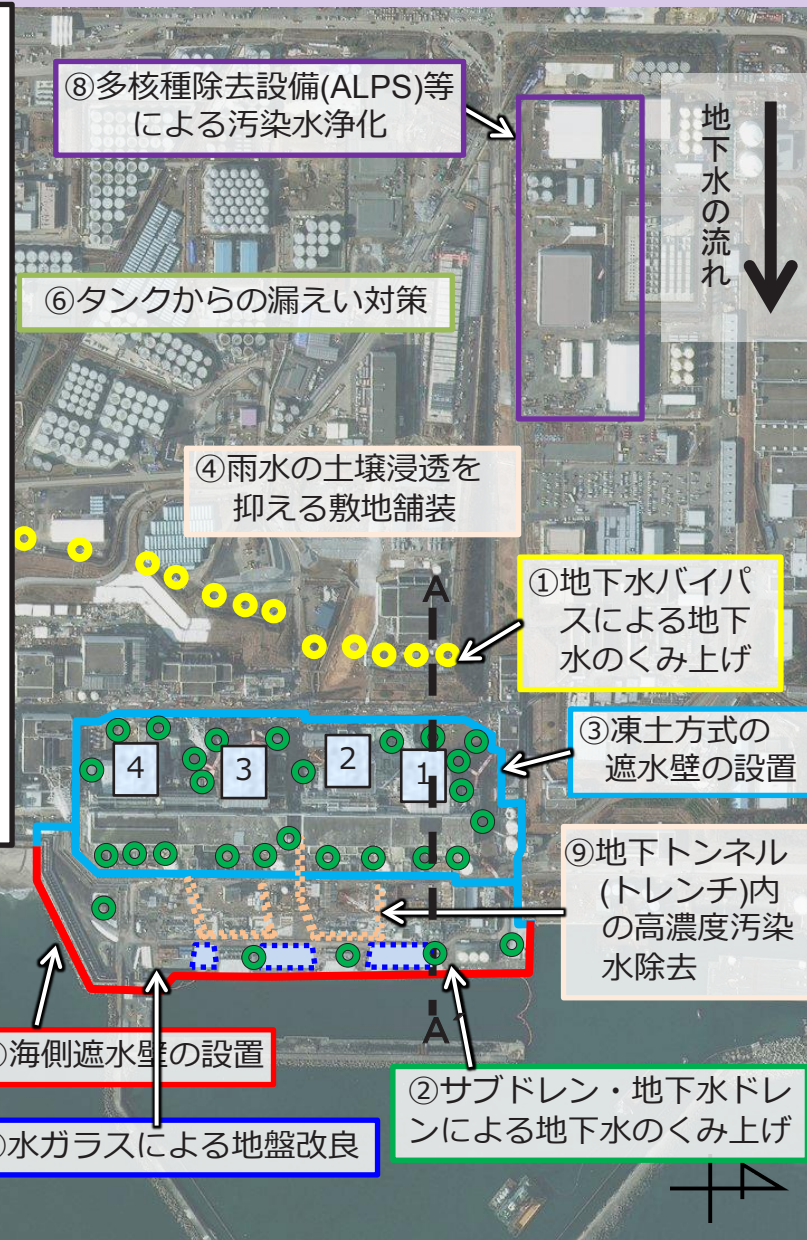 ⑧多核種除去設備(ALPS)等
による汚染水浄化
地下水の流れ
⑥タンクからの漏えい対策
④雨水の土壌浸透を
抑える敷地舗装
A
①地下水バイパ
スによる地下
水のくみ上げ
③凍土方式の
遮水壁の設置
4
3
2
1
⑨地下トンネル
(トレンチ)内
の高濃度汚染
水除去
A´
海側遮水壁の設置
②サブドレン・地下水ドレ
ンによる地下水のくみ上げ
水ガラスによる地盤改良